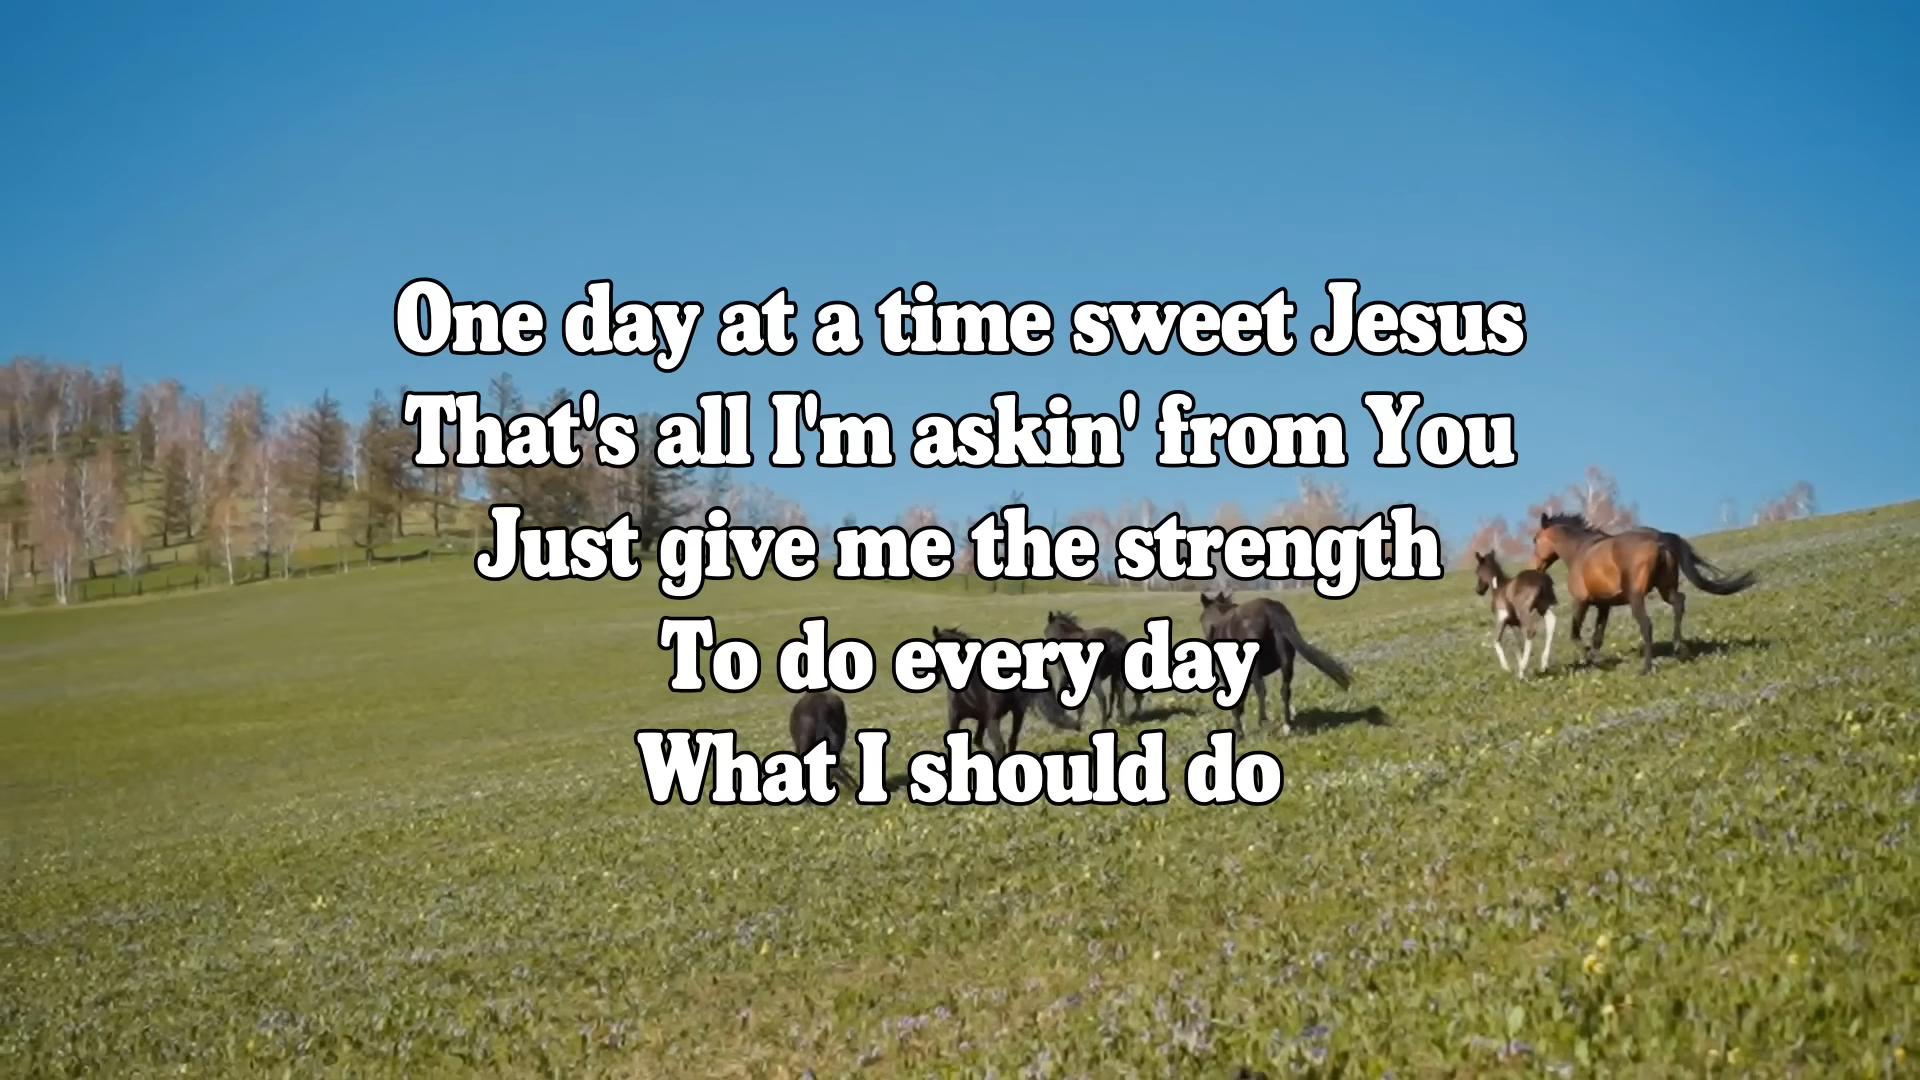 One day at a time sweet Jesus
That's all I'm askin' from You
Just give me the strength
To do every day
What I should do